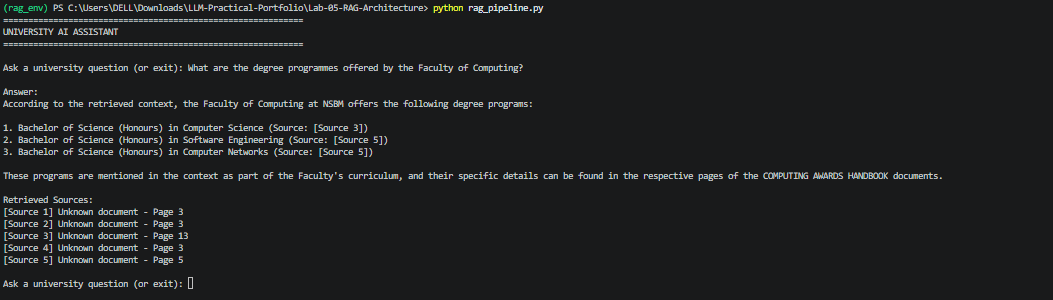 (rag_env) PS C:\Users\DELL\Downloads\LLM-Practical-Portfolio\Lab-05-RAG-Architecture> python rag_pipeline.py
============================================================
UNIVERSITY AI ASSISTANT
============================================================
Ask a university question (or exit): What are the degree programmes offered by the Faculty of Computing?
Answer:
According to the retrieved context, the Faculty of Computing at NSBM offers the following degree programs:
1. Bachelor of Science (Honours) in Computer Science (Source: [Source 3])
2. Bachelor of Science (Honours) in Software Engineering (Source: [Source 5])
3. Bachelor of Science (Honours) in Computer Networks (Source: [Source 5])
These programs are mentioned in the context as part of the Faculty's curriculum, and their specific details can be found in the respective pages of the COMPUTING AWARDS HANDBOOK documents.
Retrieved Sources:
[Source 1] Unknown document - Page 3
[Source 2] Unknown document - Page 3
[Source 3] Unknown document - Page 13
[Source 4] Unknown document - Page 3
[Source 5] Unknown document - Page 5
Ask a university question (or exit):